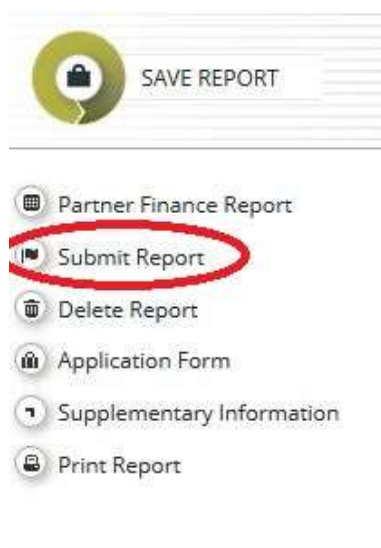 SAVE REPORT
Partner Finance Report
Submit Report
Delete Report
Application Form
Supplementary Information
Print Report